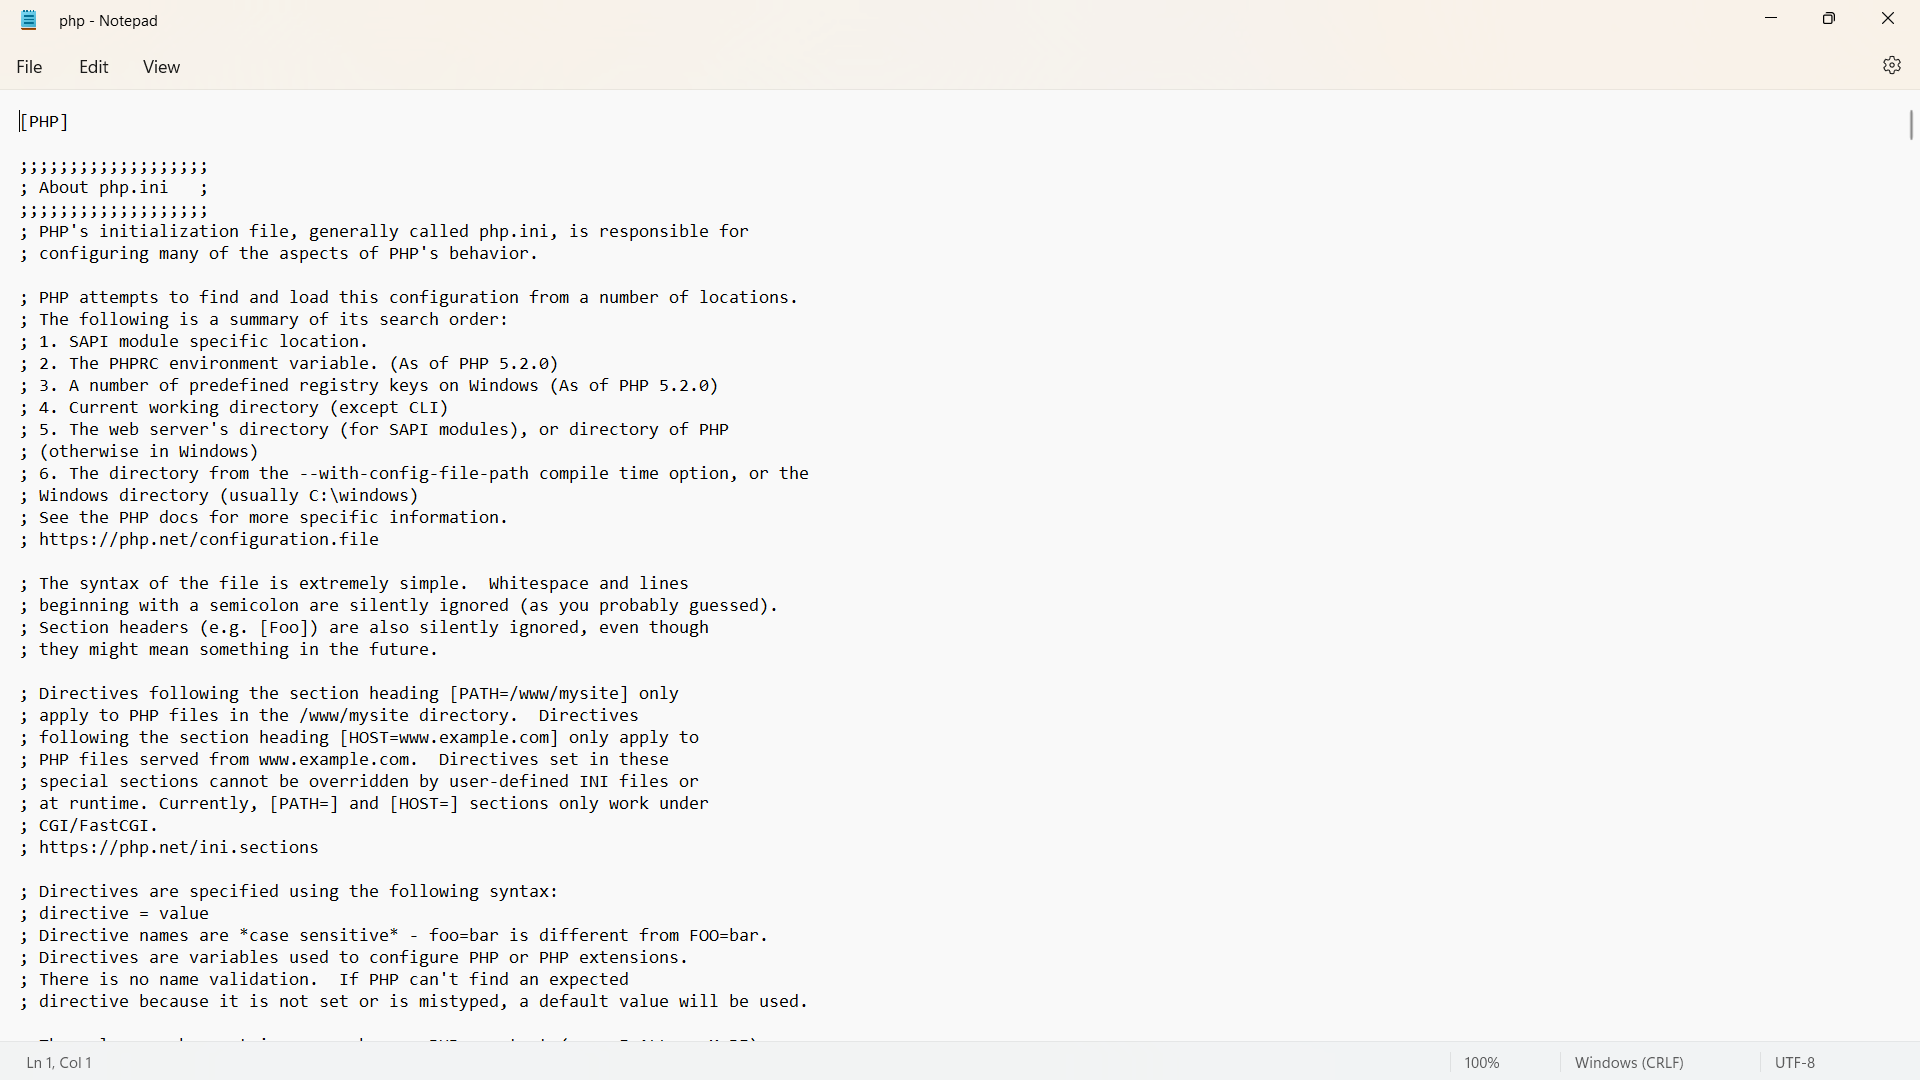 php - Notepad
File Edit View
[PHP]
;;;;;;;;;;;;;;;;;;;
; About php.ini   ;
;;;;;;;;;;;;;;;;;;;
; PHP's initialization file, generally called php.ini, is responsible for
; configuring many of the aspects of PHP's behavior.
; PHP attempts to find and load this configuration from a number of locations.
; The following is a summary of its search order:
; 1. SAPI module specific location.
; 2. The PHPRC environment variable. (As of PHP 5.2.0)
; 3. A number of predefined registry keys on Windows (As of PHP 5.2.0)
; 4. Current working directory (except CLI)
; 5. The web server's directory (for SAPI modules), or directory of PHP
; (otherwise in Windows)
; 6. The directory from the --with-config-file-path compile time option, or the
; Windows directory (usually C:\windows)
; See the PHP docs for more specific information.
; https://php.net/configuration.file
; The syntax of the file is extremely simple.  Whitespace and lines
; beginning with a semicolon are silently ignored (as you probably guessed).
; Section headers (e.g. [Foo]) are also silently ignored, even though
; they might mean something in the future.
; Directives following the section heading [PATH=/www/mysite] only
; apply to PHP files in the /www/mysite directory.  Directives
; following the section heading [HOST=www.example.com] only apply to
; PHP files served from www.example.com.  Directives set in these
; special sections cannot be overridden by user-defined INI files or
; at runtime. Currently, [PATH=] and [HOST=] sections only work under
; CGI/FastCGI.
; https://php.net/ini.sections
; Directives are specified using the following syntax:
; directive = value
; Directive names are *case sensitive* - foo=bar is different from FOO=bar.
; Directives are variables used to configure PHP or PHP extensions.
; There is no name validation.  If PHP can't find an expected
; directive because it is not set or is mistyped, a default value will be used.
Ln 1, Col 1 100% Windows (CRLF) UTF-8